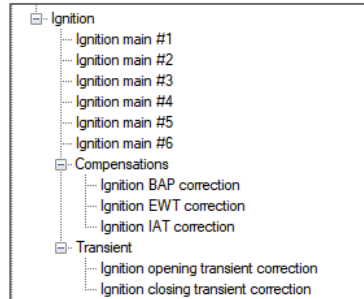 Ignition
Ignition main #1
Ignition main #2
Ignition main #3
Ignition main #4
Ignition main #5
Ignition main #6
Compensations
Ignition BAP correction
Ignition EWT correction
Ignition IAT correction
Transient
Ignition opening transient correction
Ignition closing transient correction